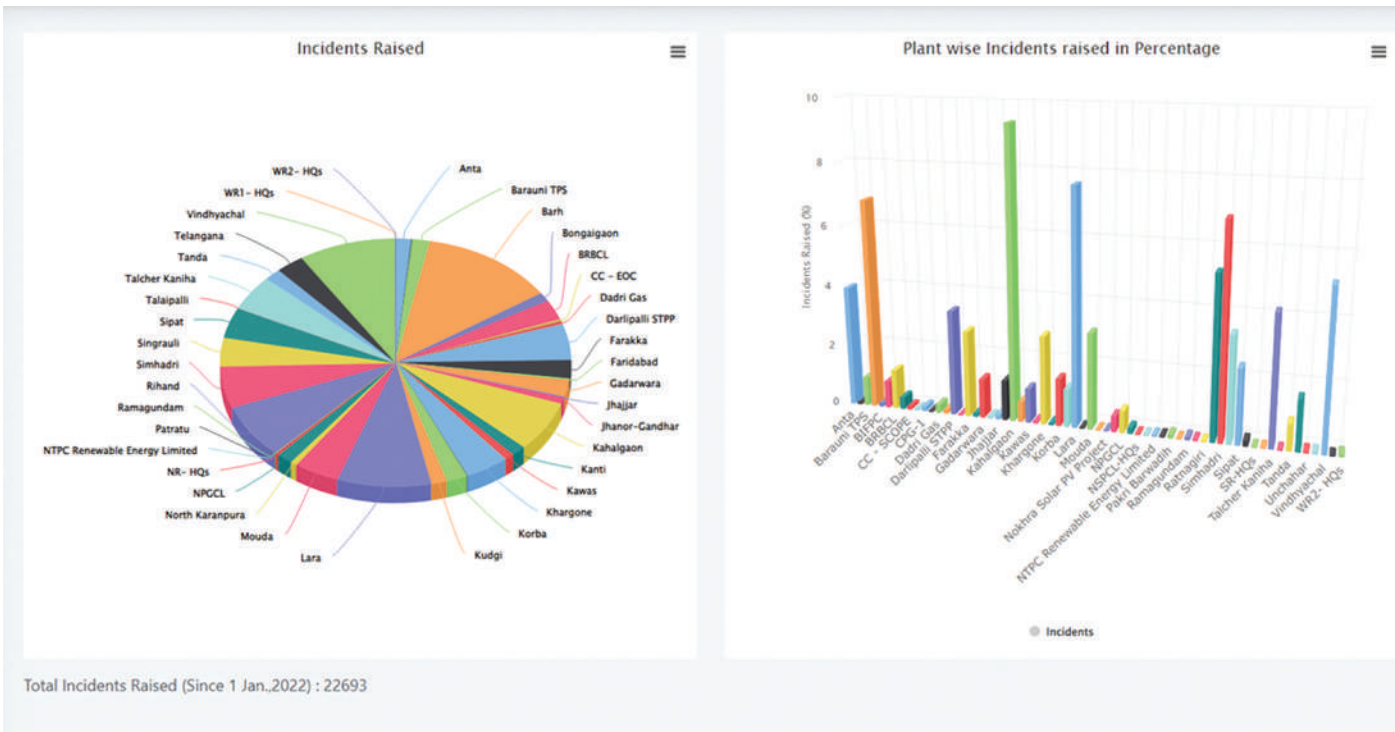 Incidents Raised
WR2- HQs
Anta
WR1- HQs
Barauni TPS
Vindhyachal
Barh
Telangana
Bongaigaon
Tanda
BRBCL
Talcher Kaniha
CC - EOC
Talaipalli
Dadri Gas
Sipat
Darlipalli STPP
Singrauli
Farakka
Simhadri
Faridabad
Rihand
Gadarwara
Ramagundam
Jhajjar
Patratu
Jhanor-Gandhar
NTPC Renewable Energy Limited
Kahalgaon
NR- HQs
Kanti
NPGCL
Kawas
North Karanpura
Khargone
Mouda
Korba
Lara
Kudgi
Plant wise Incidents raised in Percentage
Incidents Raised (%)
10
8
6
4
2
0
Anta
Barauni TPS
BIFPC
BRBCL
CC - SCOPE
CPG-1
Dadri Gas
Darlipalli STPP
Farakka
Gadarwara
Jhajjar
Kahalgaon
Kawas
Khargone
Korba
Lara
Mouda
Nokhra Solar PV Project
NPGCL
NSPCL-HQs
NTPC Renewable Energy Limited
Pakri Barwadih
Ramagundam
Ratnagiri
Simhadri
Sipat
SR-HQs
Talcher Kaniha
Tanda
Unchahar
Vindhyachal
WR2- HQs
Incidents
Total Incidents Raised (Since 1 Jan.,2022) : 22693